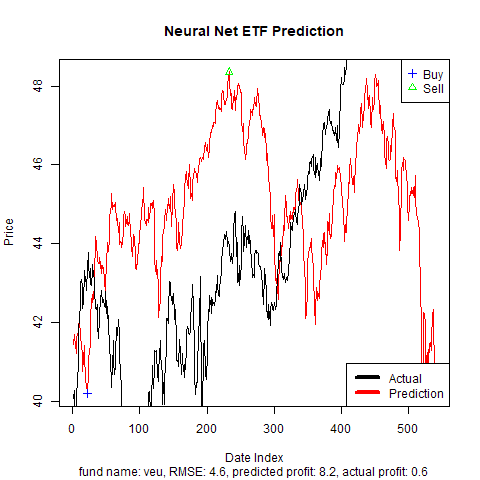 Neural Net ETF Prediction
Buy
Sell
48
46
44
42
40
Price
Actual
Prediction
0
100
200
300
400
500
Date Index
fund name: veu, RMSE: 4.6, predicted profit: 8.2, actual profit: 0.6